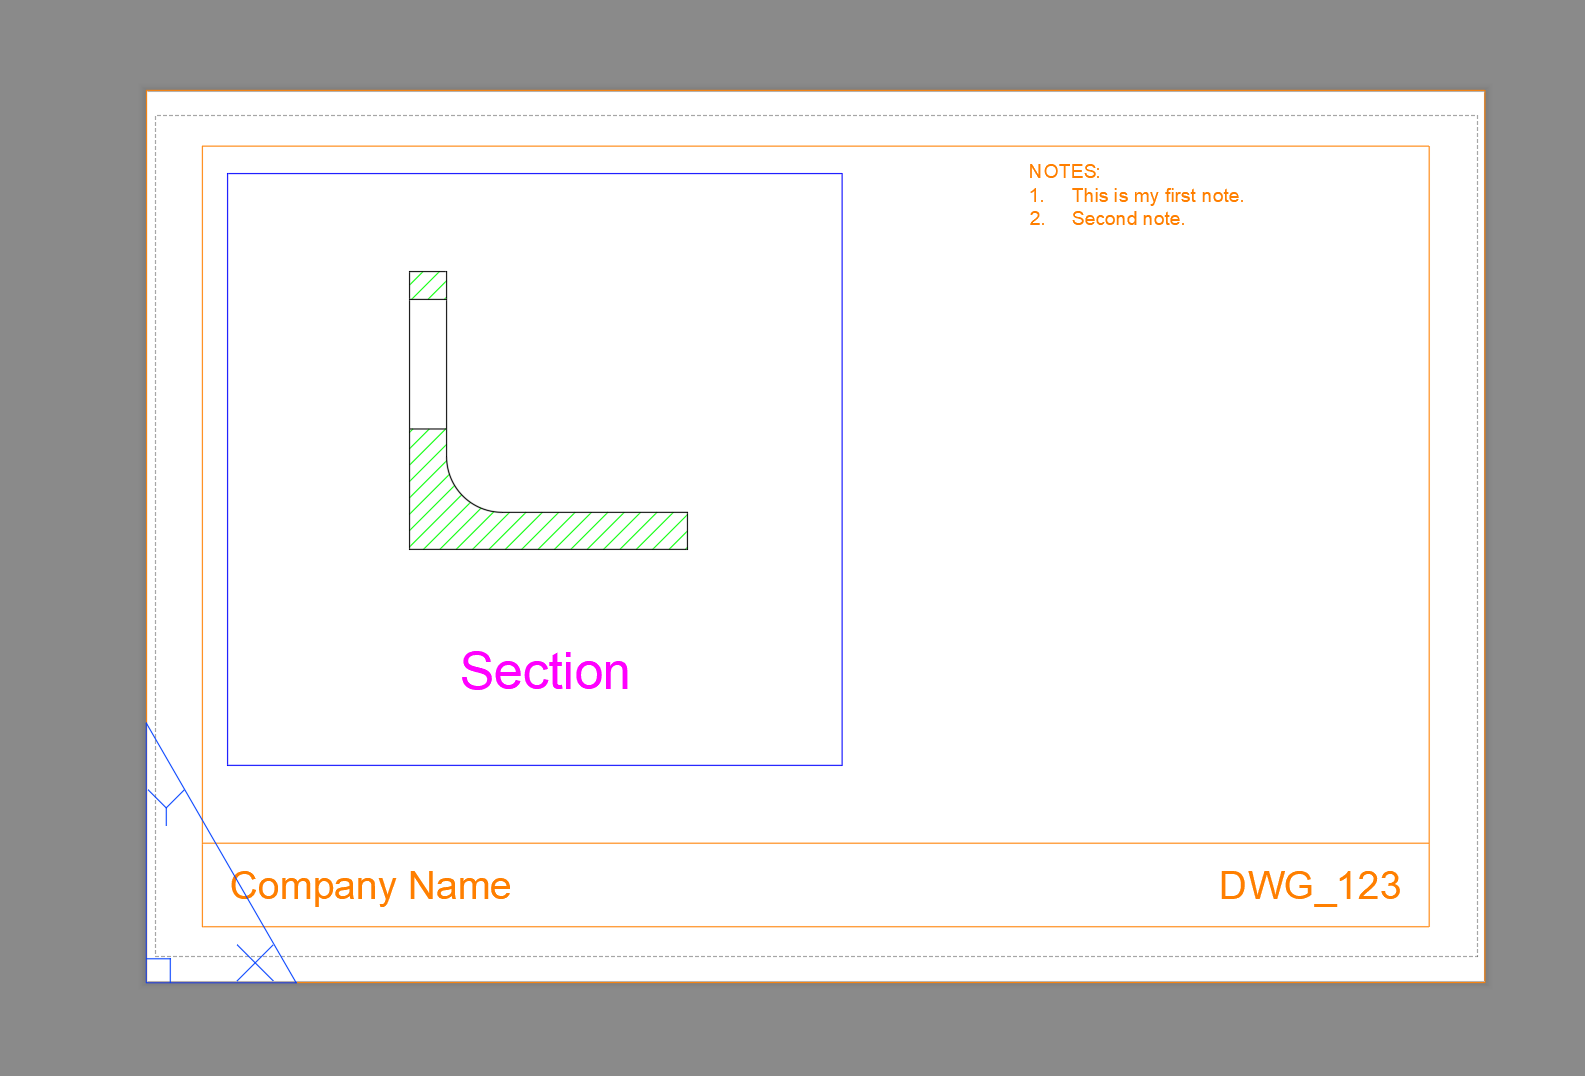 NOTES:
1. This is my first note.
2. Second note.
Section
Y
Company Name
DWG_123
X